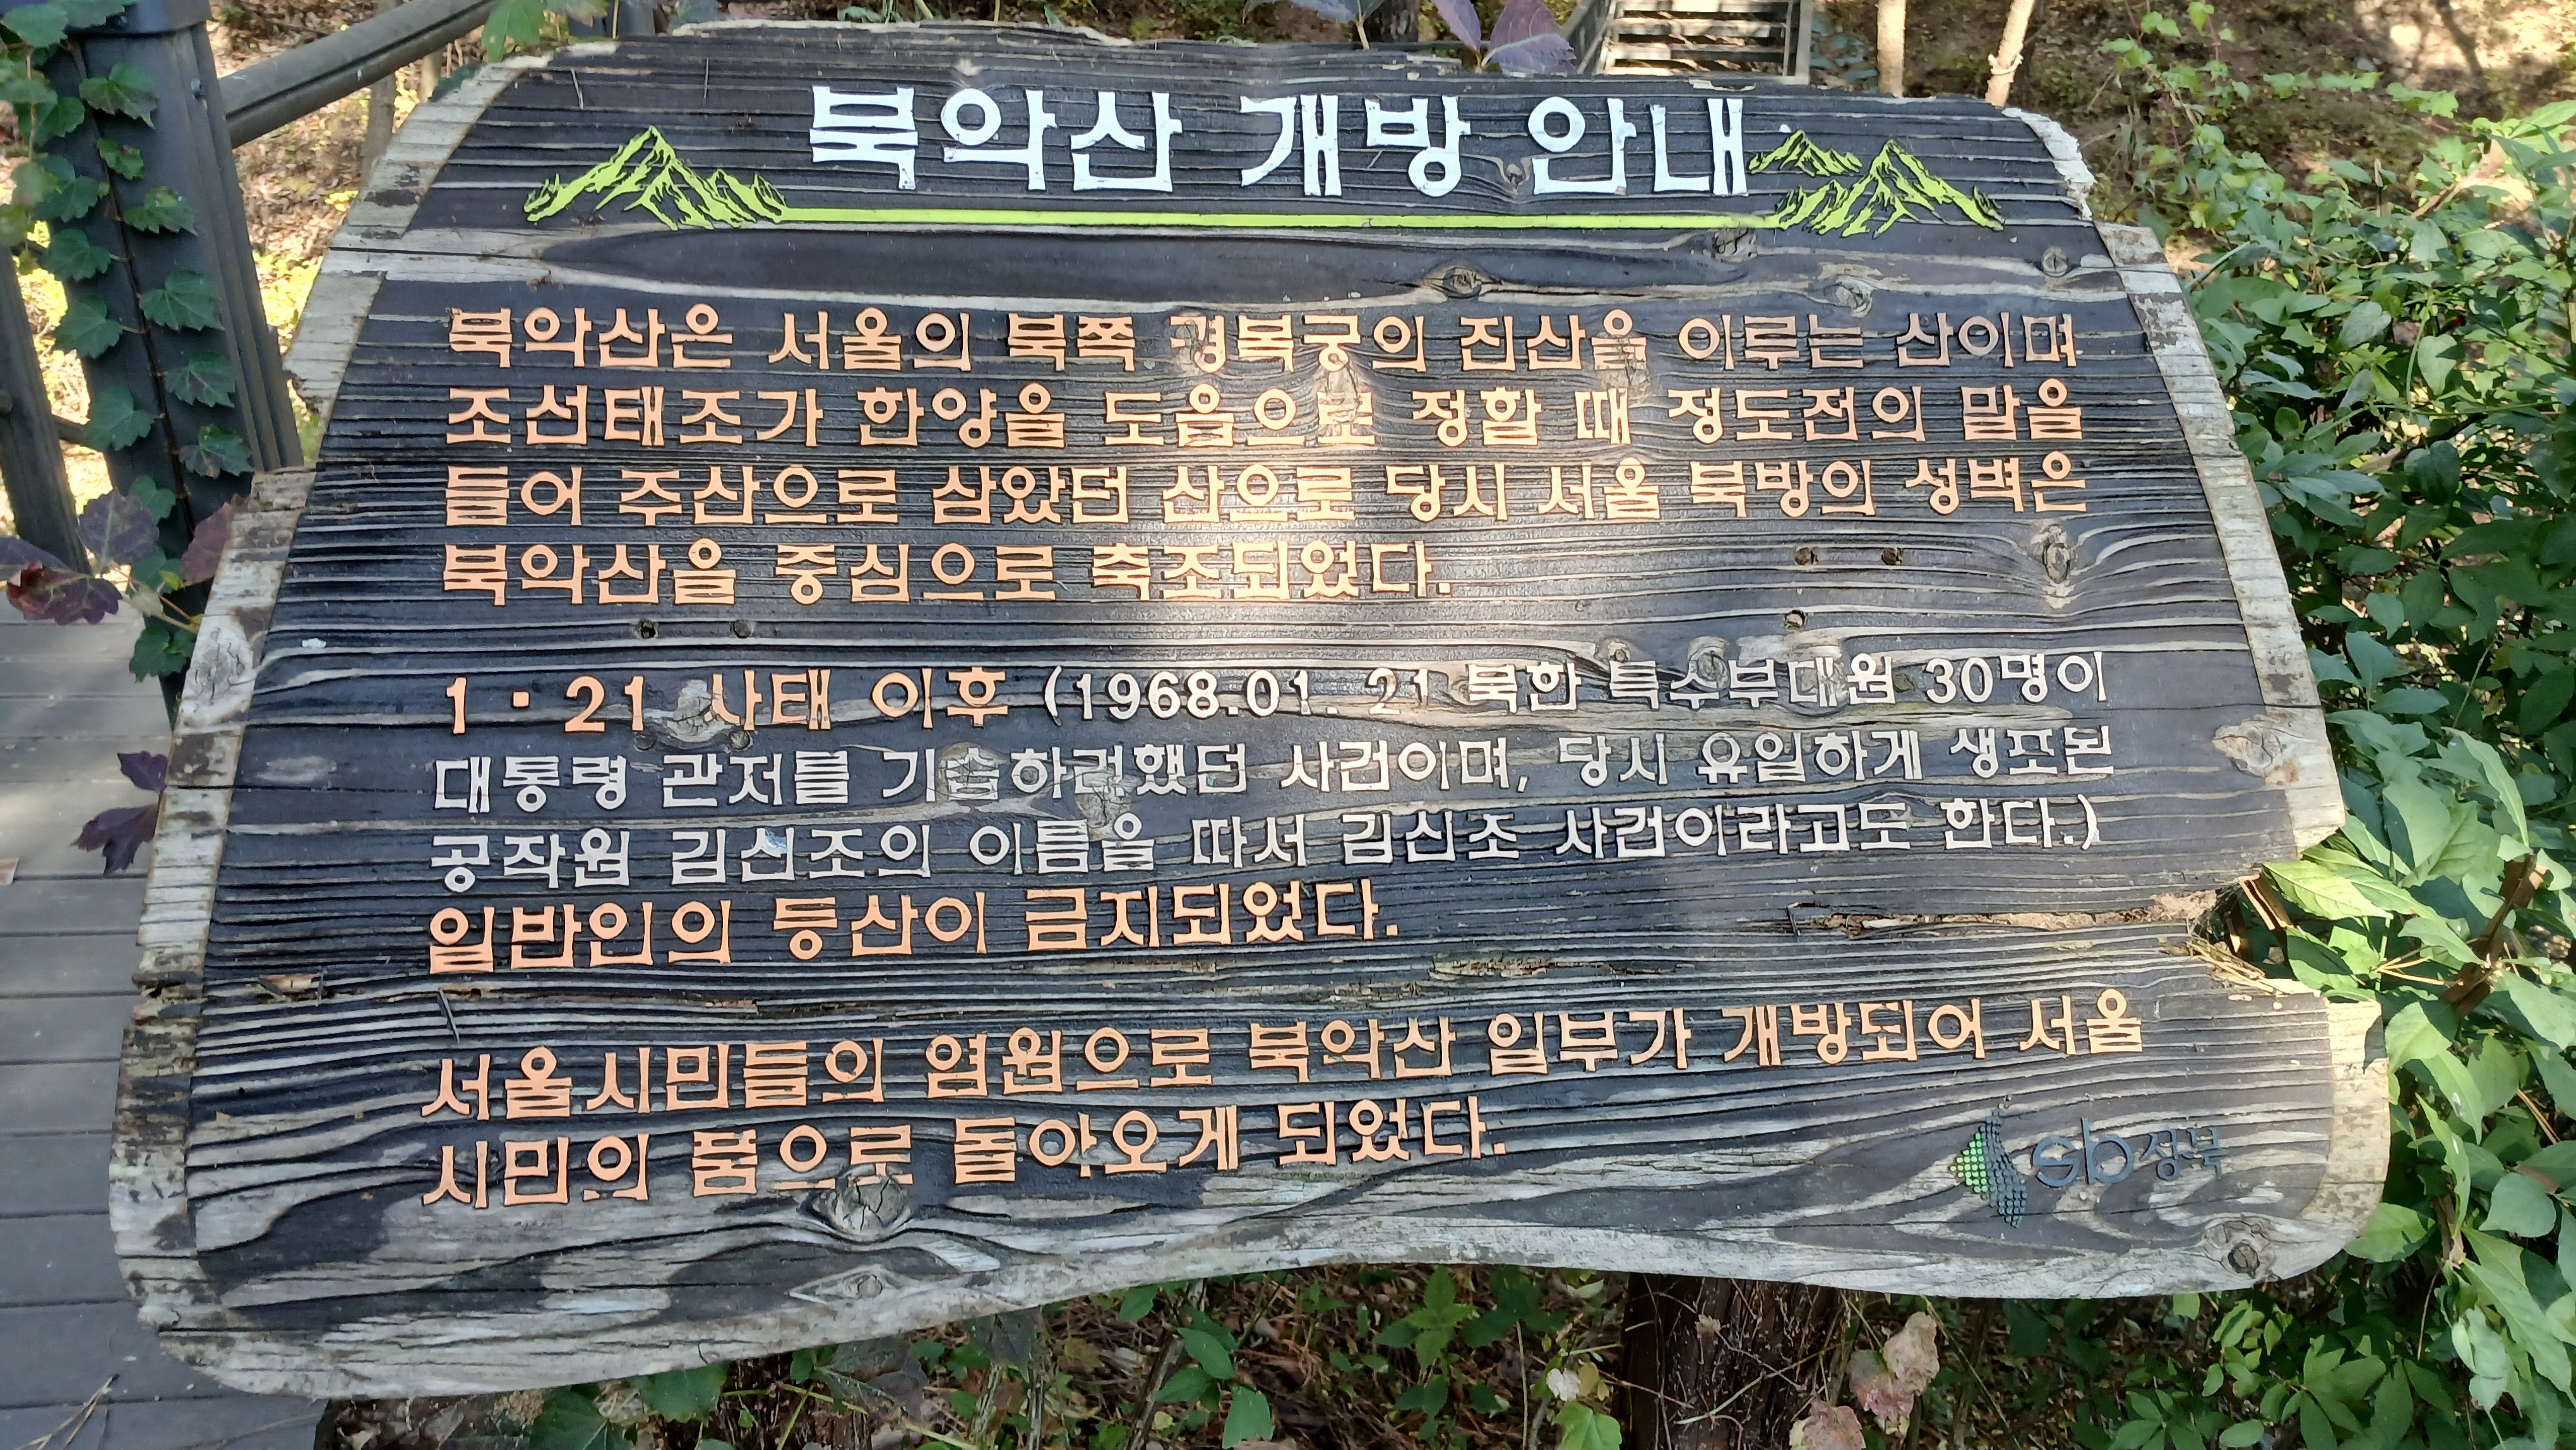 북악산 개방 안내
북악산은 서울의 북쪽 경복궁의 진산을 이루는 산이며
조선태조가 한양을 도읍으로 정할 때 정도전의 말을
들어 주산으로 삼았던 산으로 당시 서울 북방의 성벽은
북악산을 중심으로 축조되었다.
1·21 사태 이후 (1968.01.21 북한 특수부대원 30명이
대통령 관저를 기습하려했던 사건이며, 당시 유일하게 생포된
공작원 김신조의 이름을 따서 김신조 사건이라고도 한다.)
일반인의 등산이 금지되었다.
서울시민들의 염원으로 북악산 일부가 개방되어 서울
시민의 품으로 돌아오게 되었다.
sb 성북